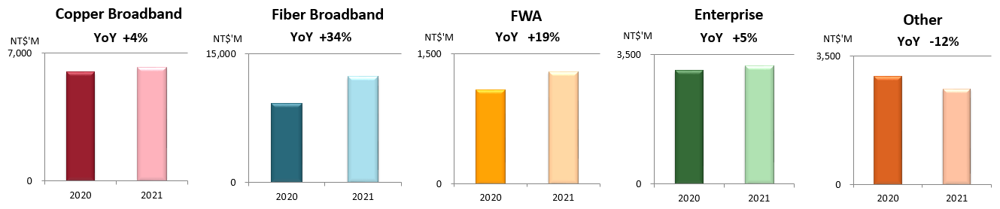 Copper Broadband
YoY +4%
NT$'M
7,000
0
2020 2021
Fiber Broadband
YoY +34%
NT$'M
15,000
0
2020 2021
FWA
YoY +19%
NT$'M
1,500
0
2020 2021
Enterprise
YoY +5%
NT$'M
3,500
0
2020 2021
Other
YoY -12%
NT$'M
3,500
0
2020 2021